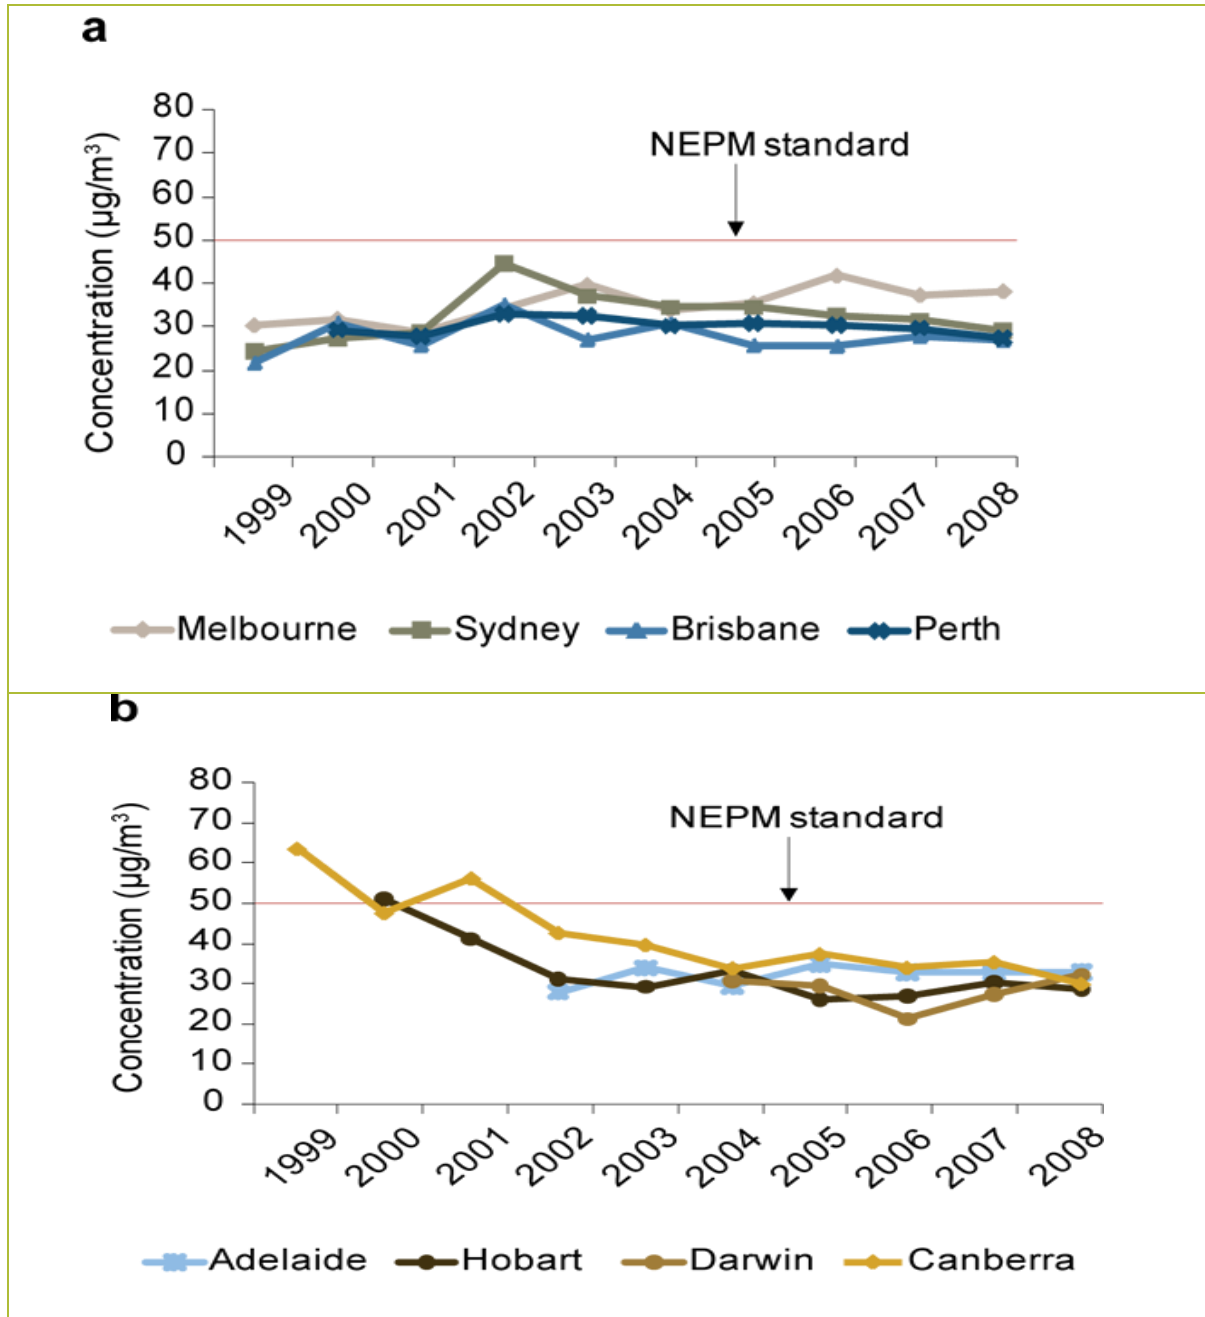 a
80
70
60
50
40
30
20
10
0
Concentration (µg/m³)
NEPM standard
1999 2000 2001 2002 2003 2004 2005 2006 2007 2008
Melbourne Sydney Brisbane Perth
b
80
70
60
50
40
30
20
10
0
Concentration (µg/m³)
NEPM standard
1999 2000 2001 2002 2003 2004 2005 2006 2007 2008
Adelaide Hobart Darwin Canberra